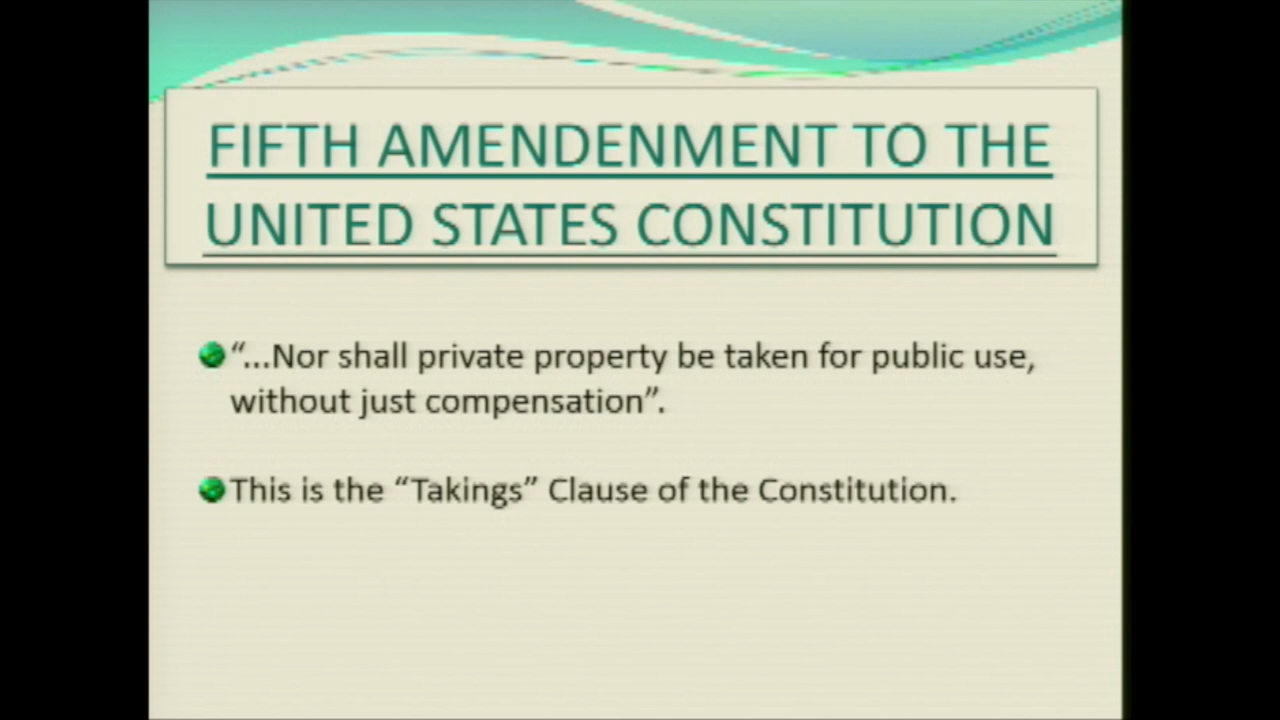 FIFTH AMENDENMENT TO THE
UNITED STATES CONSTITUTION
“...Nor shall private property be taken for public use,
without just compensation”.
This is the “Takings” Clause of the Constitution.